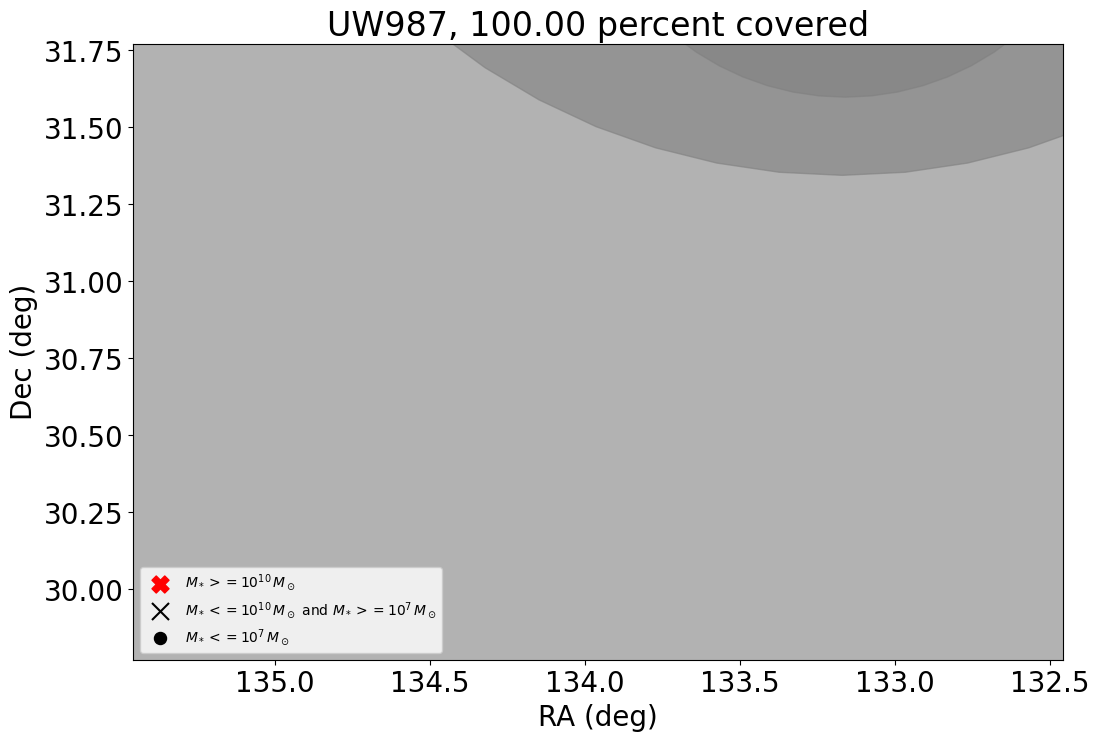 UW987, 100.00 percent covered
31.75
31.50
31.25
31.00
30.75
30.50
30.25
30.00
Dec (deg)
M* >= 10^10 M⊙
M* <= 10^10 M⊙ and M* >= 10^7 M⊙
M* <= 10^7 M⊙
135.0 134.5 134.0 133.5 133.0 132.5
RA (deg)